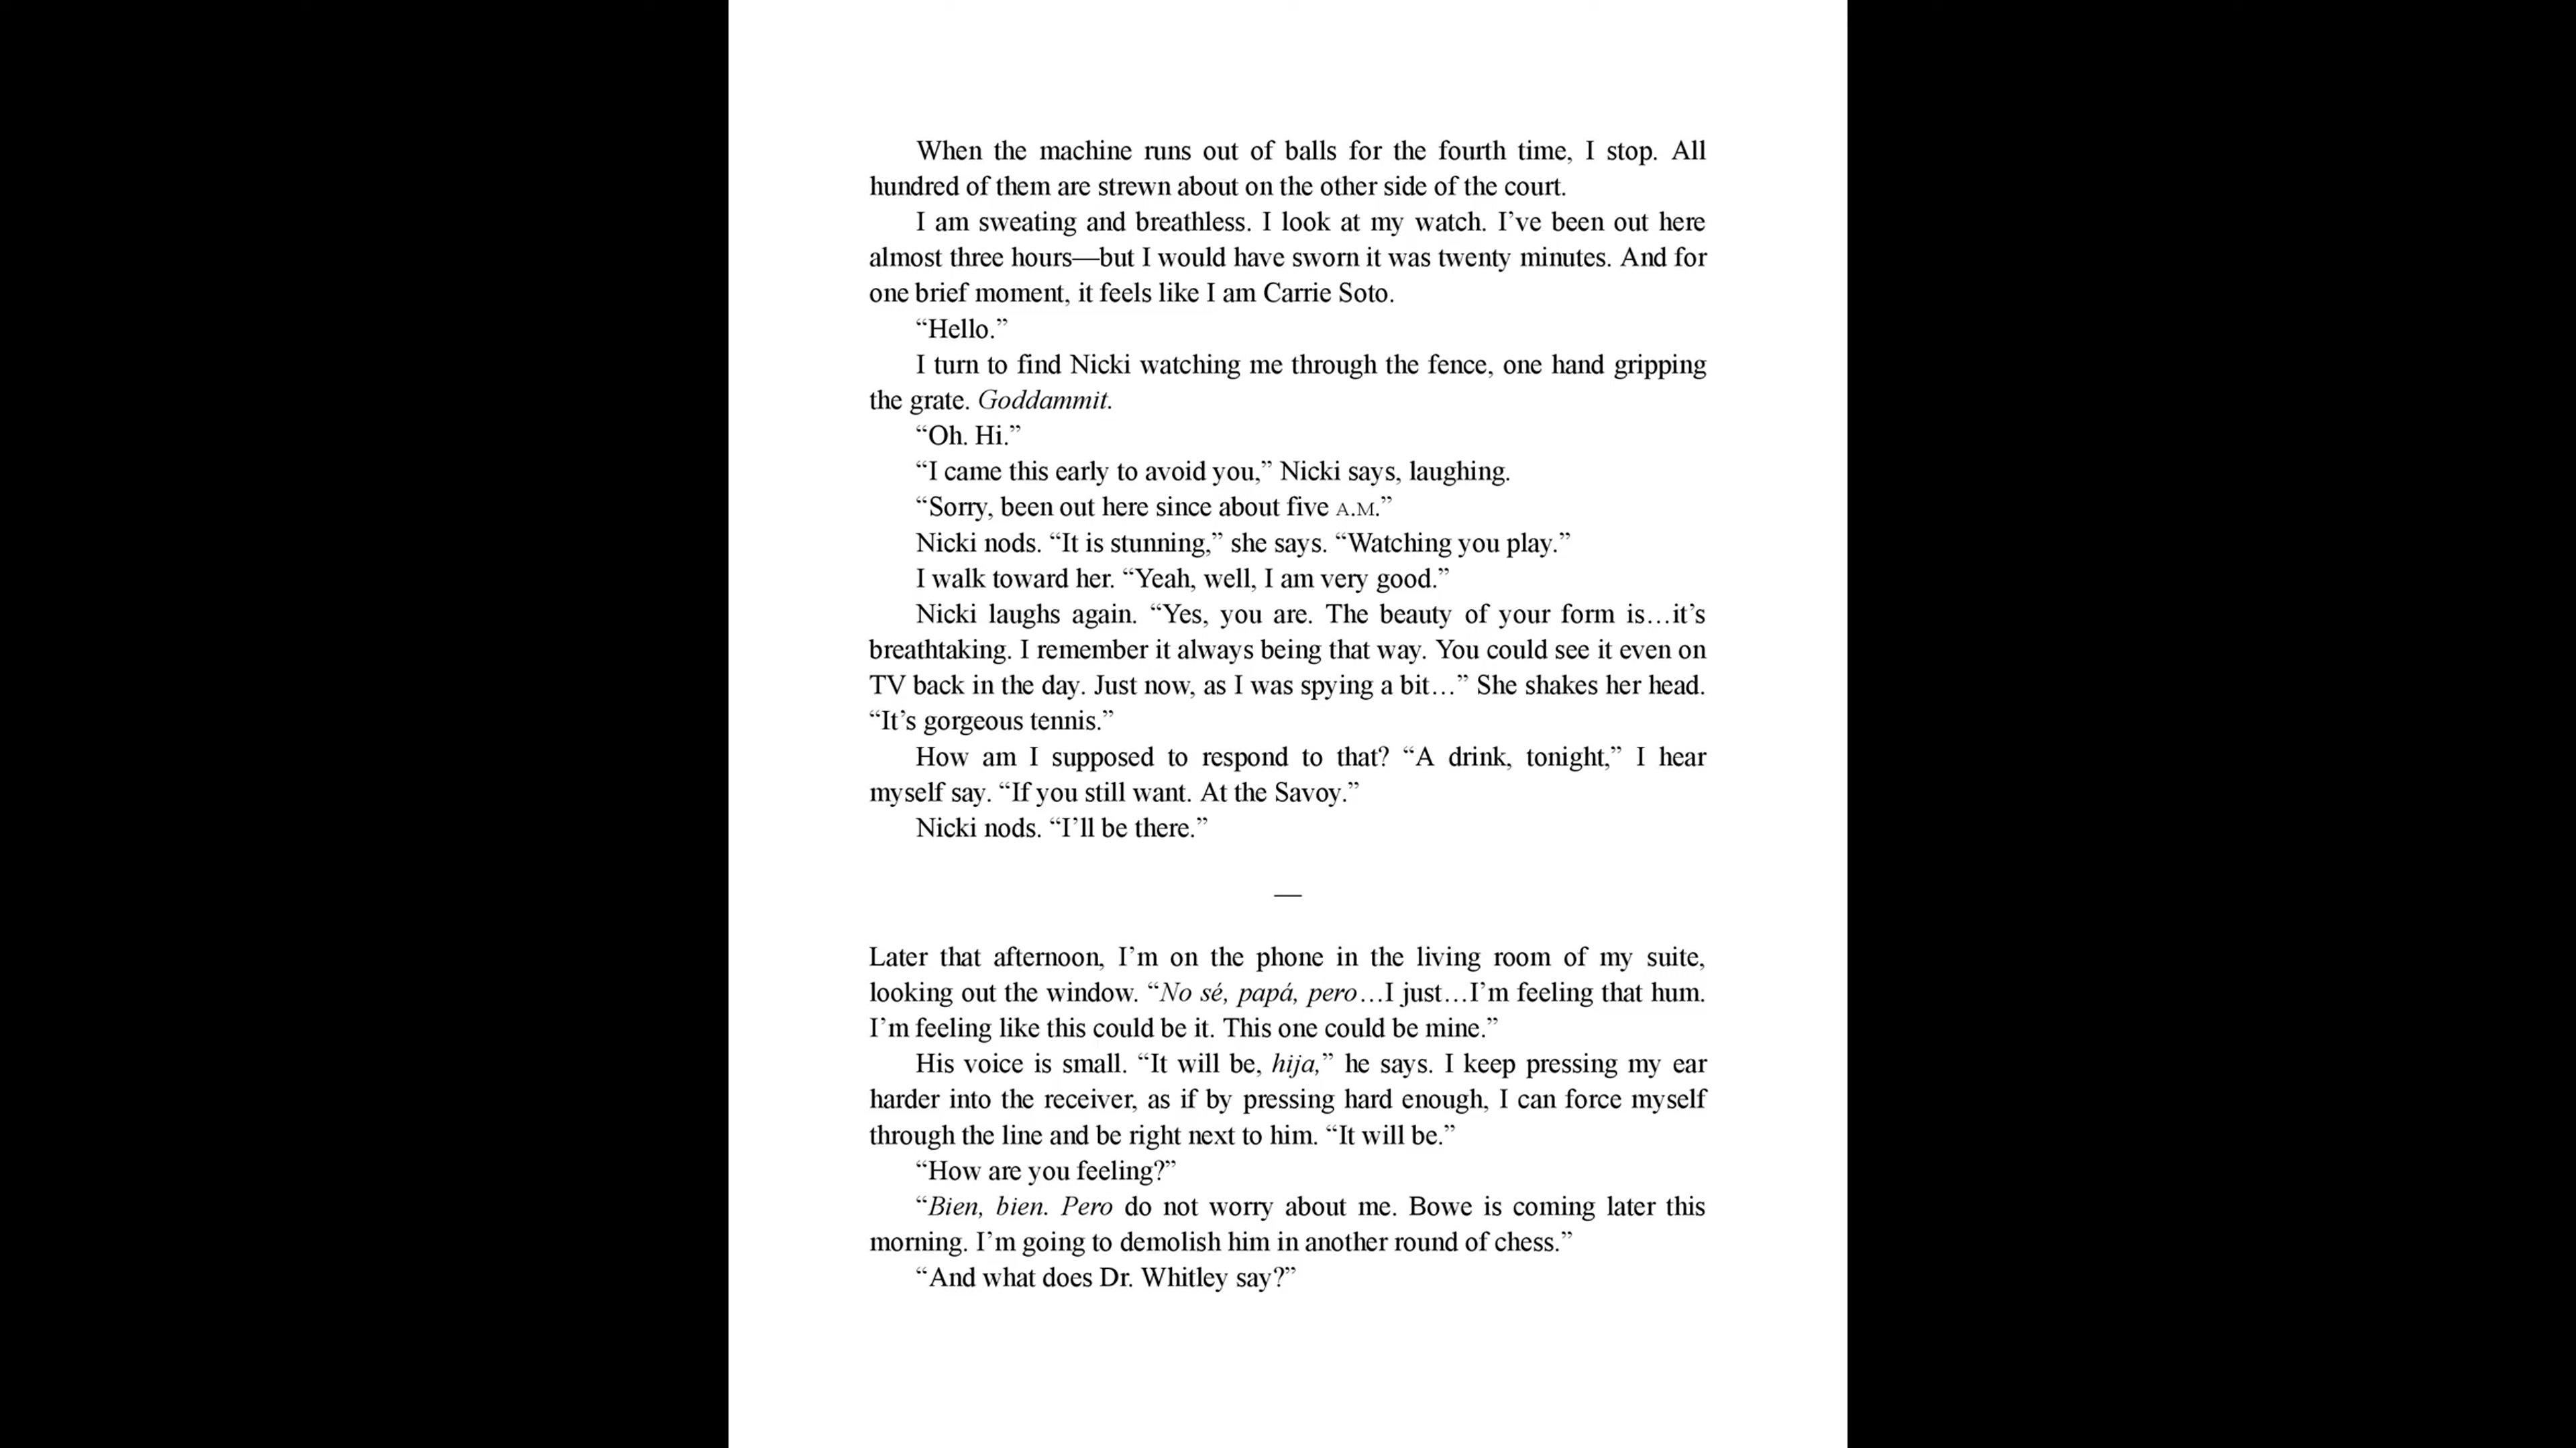 When the machine runs out of balls for the fourth time, I stop. All
hundred of them are strewn about on the other side of the court.
I am sweating and breathless. I look at my watch. I’ve been out here
almost three hours—but I would have sworn it was twenty minutes. And for
one brief moment, it feels like I am Carrie Soto.
“Hello.”
I turn to find Nicki watching me through the fence, one hand gripping
the grate. Goddammit.
“Oh. Hi.”
“I came this early to avoid you,” Nicki says, laughing.
“Sorry, been out here since about five A.M.”
Nicki nods. “It is stunning,” she says. “Watching you play.”
I walk toward her. “Yeah, well, I am very good.”
Nicki laughs again. “Yes, you are. The beauty of your form is…it’s
breathtaking. I remember it always being that way. You could see it even on
TV back in the day. Just now, as I was spying a bit…” She shakes her head.
“It’s gorgeous tennis.”
How am I supposed to respond to that? “A drink, tonight,” I hear
myself say. “If you still want. At the Savoy.”
Nicki nods. “I’ll be there.”
—
Later that afternoon, I’m on the phone in the living room of my suite,
looking out the window. “No sé, papá, pero…I just…I’m feeling that hum.
I’m feeling like this could be it. This one could be mine.”
His voice is small. “It will be, hija,” he says. I keep pressing my ear
harder into the receiver, as if by pressing hard enough, I can force myself
through the line and be right next to him. “It will be.”
“How are you feeling?”
“Bien, bien. Pero do not worry about me. Bowe is coming later this
morning. I’m going to demolish him in another round of chess.”
“And what does Dr. Whitley say?”